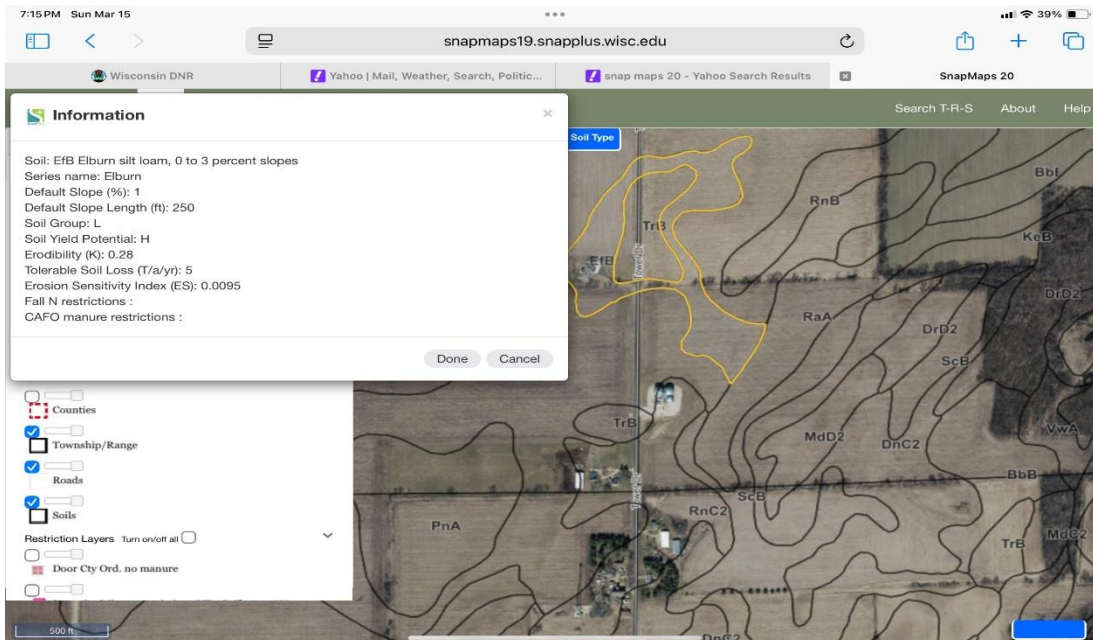 7:15 PM Sun Mar 15
39%
snapmaps19.snapplus.wisc.edu
Wisconsin DNR
Yahoo | Mail, Weather, Search, Politic...
snap maps 20 - Yahoo Search Results
SnapMaps 20
Search T-R-S About Help
Information
Soil: EfB Elburn silt loam, 0 to 3 percent slopes
Series name: Elburn
Default Slope (%): 1
Default Slope Length (ft): 250
Soil Group: L
Soil Yield Potential: H
Erodibility (K): 0.28
Tolerable Soil Loss (T/a/yr): 5
Erosion Sensitivity Index (ES): 0.0095
Fall N restrictions :
CAFO manure restrictions :
Done Cancel
Soil Type
Counties
Township/Range
Roads
Soils
Restriction Layers Turn on/off all
Door Cty Ord. no manure
500 ft
RnB
TrB
KeB
EfB
Tower Dr
DrD2
RaA
DrD2
ScB
TrB
MdD2
DnC2
VwA
BbB
ScB
RnC2
Tower Dr
PnA
TrB
MdC2
DnC2